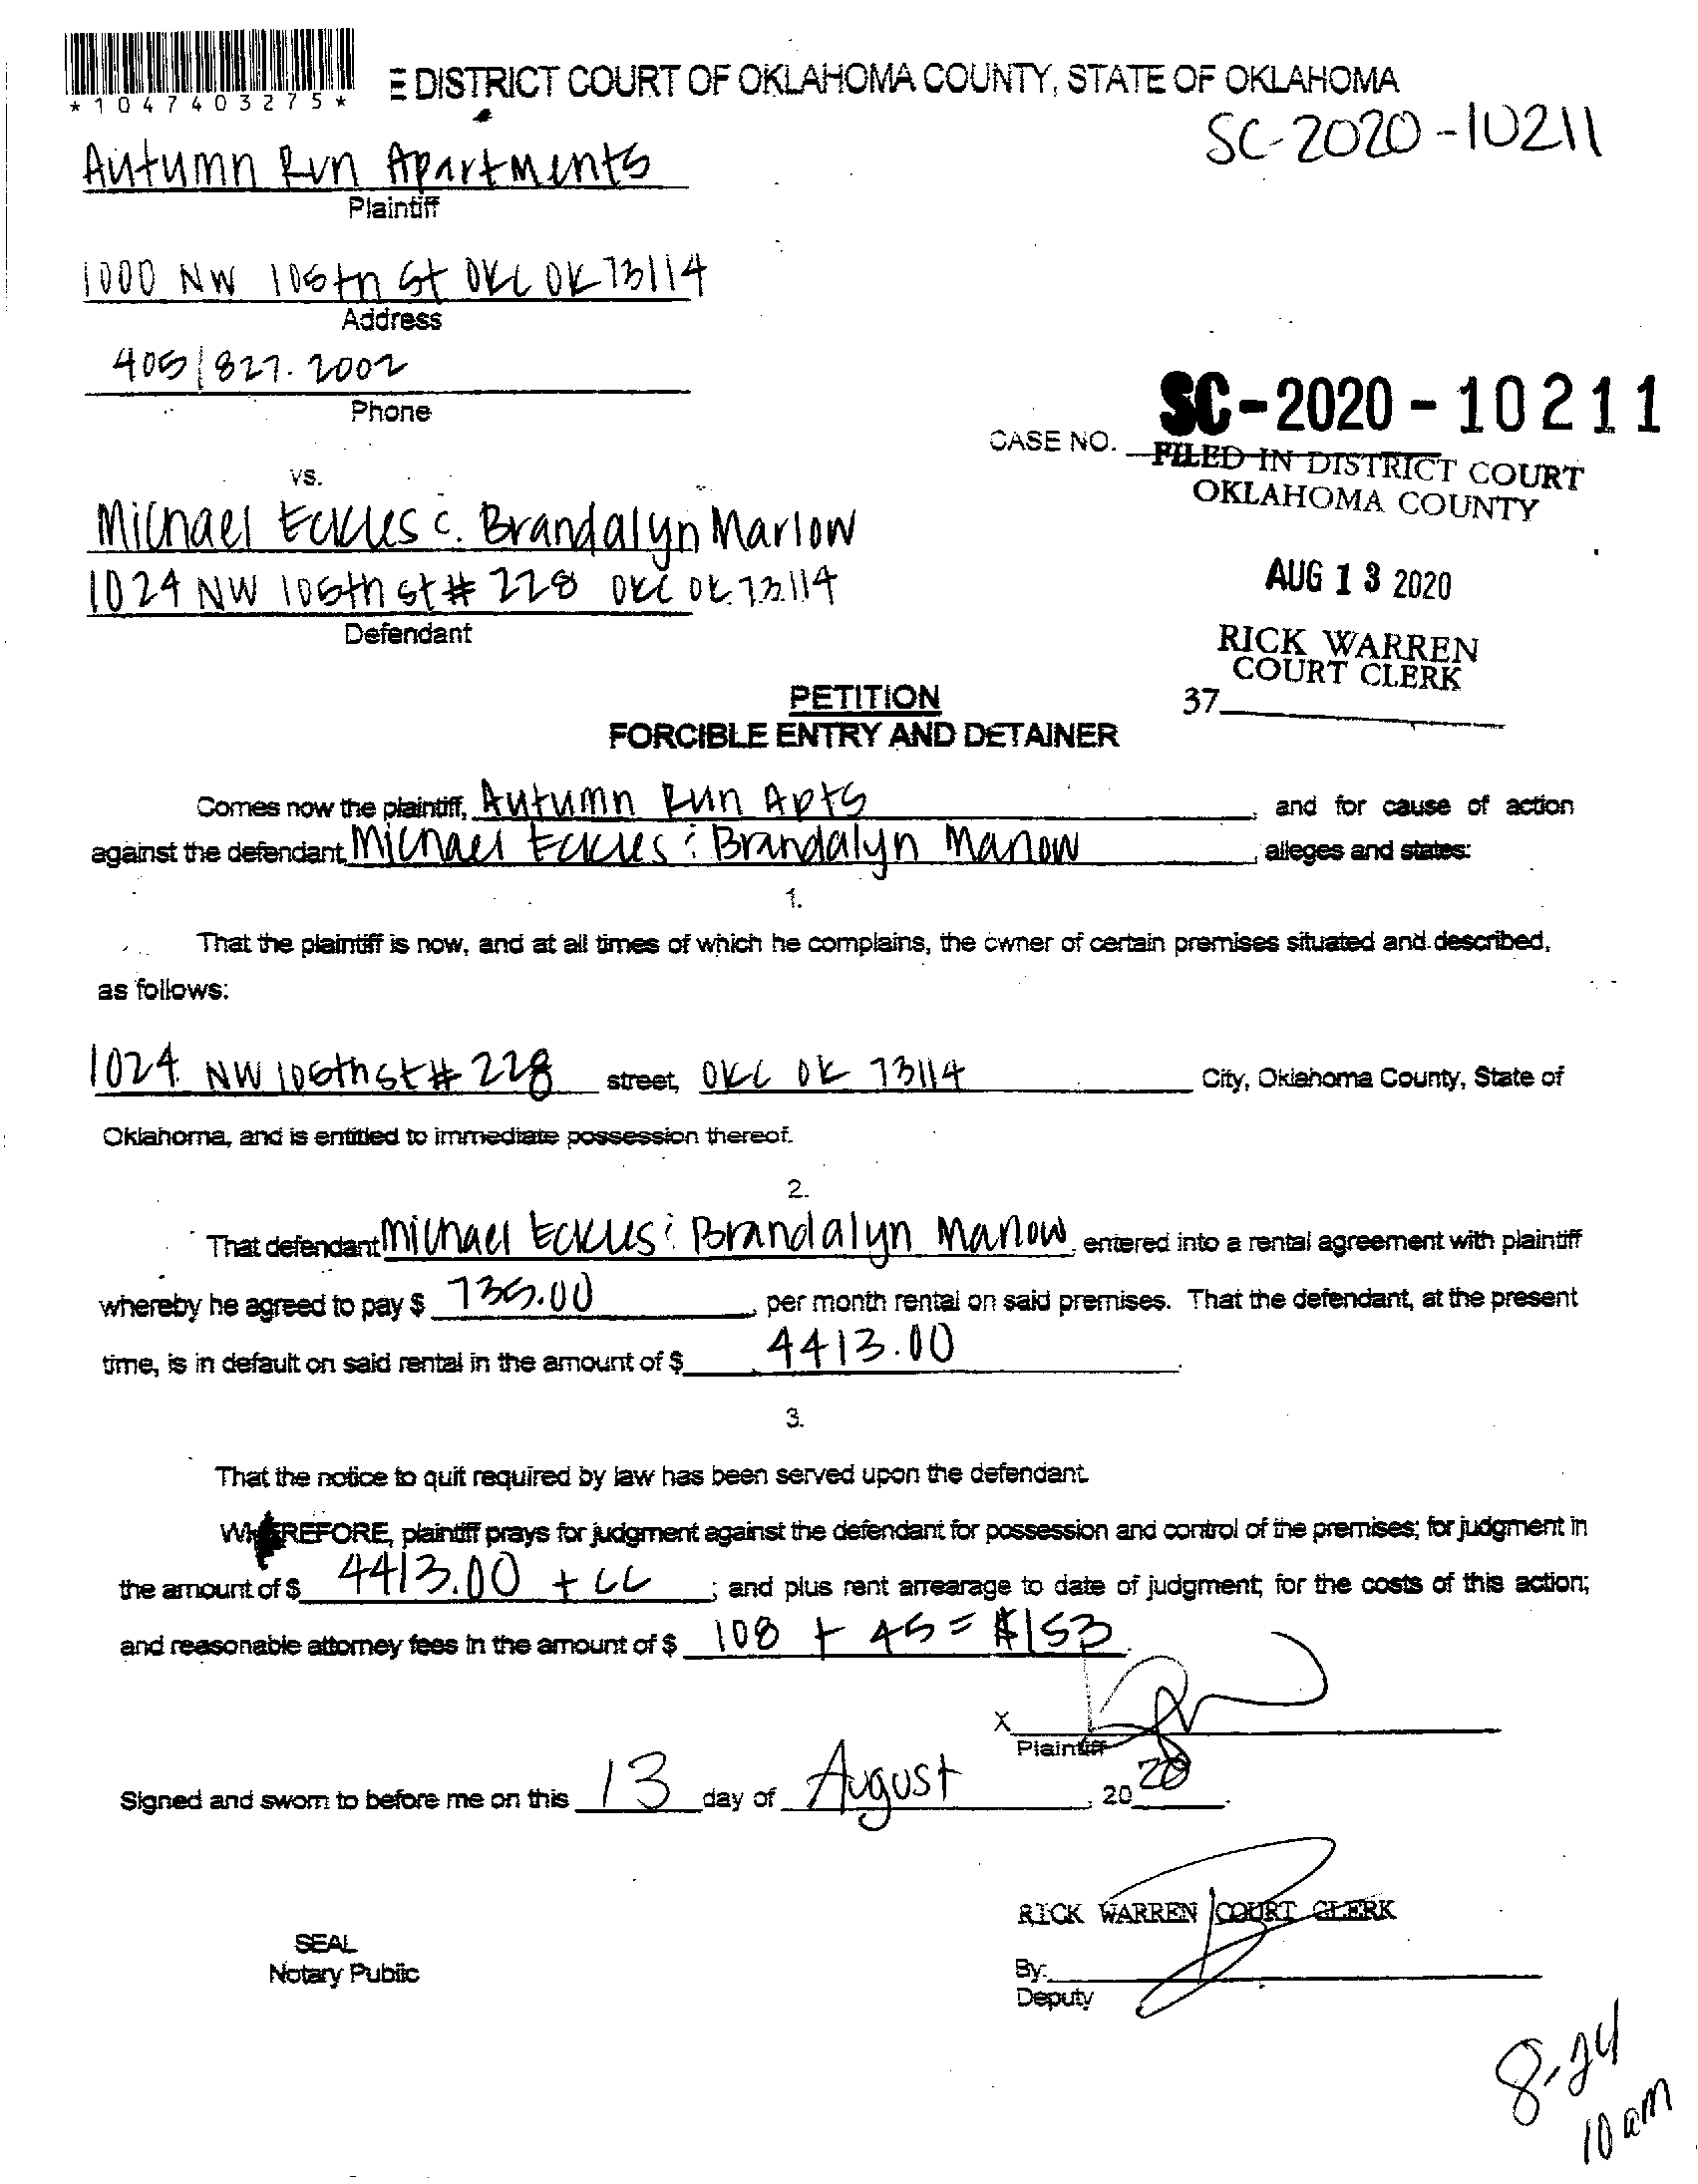 *1047403275*
E DISTRICT COURT OF OKLAHOMA COUNTY, STATE OF OKLAHOMA
SC-2020-10211
Autumn Run Apartments
Plaintiff
1000 NW 105th St OKC OK 73114
Address
405/827.2002
Phone
SC-2020-10211
CASE NO.
FILED IN DISTRICT COURT
OKLAHOMA COUNTY
vs.
Michael Eckles & Brandalyn Marlow
1024 NW 105th st # 228 OKC OK 73114
Defendant
AUG 13 2020
RICK WARREN
COURT CLERK
37
PETITION
FORCIBLE ENTRY AND DETAINER
Comes now the plaintiff, Autumn Run Apts, and for cause of action
against the defendant Michael Eckles & Brandalyn Marlow, alleges and states:
1.
That the plaintiff is now, and at all times of which he complains, the owner of certain premises situated and described,
as follows:
1024 NW 105th st # 228 street, OKC OK 73114 City, Oklahoma County, State of
Oklahoma, and is entitled to immediate possession thereof.
2.
That defendant Michael Eckles & Brandalyn Marlow, entered into a rental agreement with plaintiff
whereby he agreed to pay $ 735.00, per month rental on said premises. That the defendant, at the present
time, is in default on said rental in the amount of $ 4413.00.
3.
That the notice to quit required by law has been served upon the defendant.
WHEREFORE, plaintiff prays for judgment against the defendant for possession and control of the premises; for judgment in
the amount of $ 4413.00 + CC; and plus rent arrearage to date of judgment; for the costs of this action;
and reasonable attorney fees in the amount of $ 108 + 45 = $153.
X
Plaintiff
Signed and sworn to before me on this 13 day of August, 2020.
RICK WARREN COURT CLERK
SEAL
Notary Public
By:
Deputy
8-24
10 am